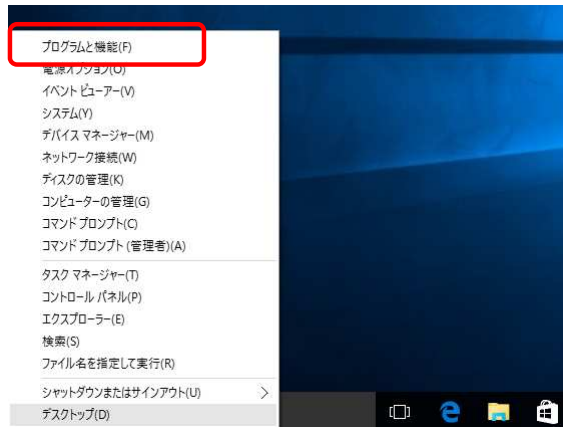 プログラムと機能(F)
電源オプション(O)
イベント ビューアー(V)
システム(Y)
デバイス マネージャー(M)
ネットワーク接続(W)
ディスクの管理(K)
コンピューターの管理(G)
コマンド プロンプト(C)
コマンド プロンプト (管理者)(A)
タスク マネージャー(T)
コントロール パネル(P)
エクスプローラー(E)
検索(S)
ファイル名を指定して実行(R)
シャットダウンまたはサインアウト(U)
デスクトップ(D)